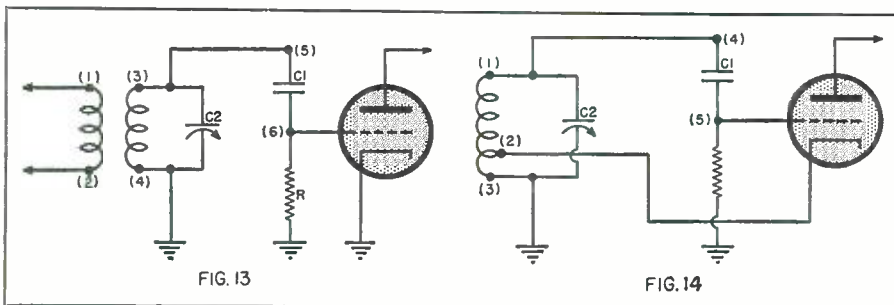 (5)
(4)
(1)
(3)
C1
(1)
C1
C2
C2
(6)
(5)
(2)
(2)
(4)
(3)
R
FIG. 13
FIG. 14